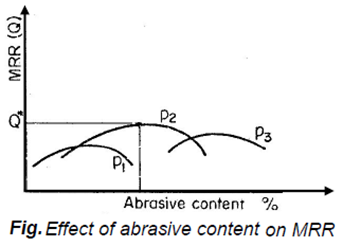 MRR (Q)
Q*
p2
p1
p3
Abrasive content %
Fig. Effect of abrasive content on MRR